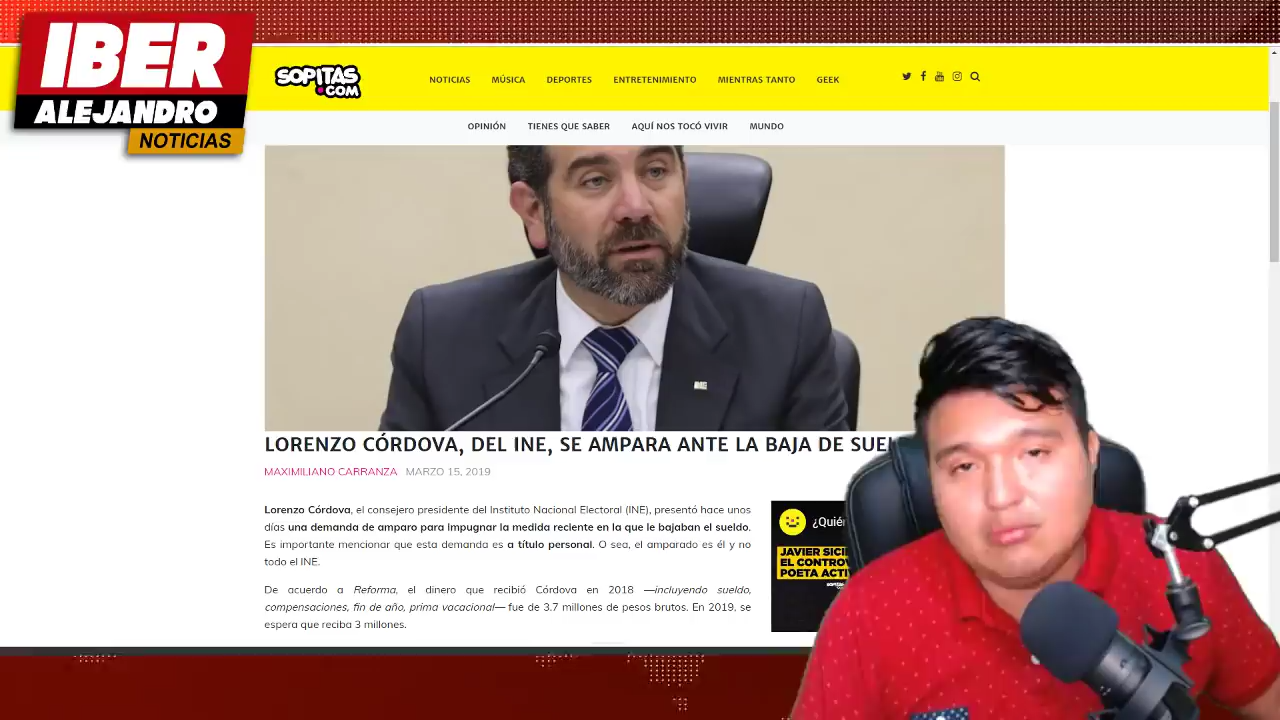 IBER
ALEJANDRO
NOTICIAS
SOPITAS
.COM
NOTICIAS MÚSICA DEPORTES ENTRETENIMIENTO MIENTRAS TANTO GEEK
OPINIÓN TIENES QUE SABER AQUÍ NOS TOCÓ VIVIR MUNDO
LORENZO CÓRDOVA, DEL INE, SE AMPARA ANTE LA BAJA DE
MAXIMILIANO CARRANZA MARZO 15, 2019
Lorenzo Córdova, el consejero presidente del Instituto Nacional Electoral (INE), presentó hace unos
días una demanda de amparo para impugnar la medida reciente en la que le bajaban el sueldo.
Es importante mencionar que esta demanda es a título personal. O sea, el amparado es él y no
todo el INE.
De acuerdo a Reforma, el dinero que recibió Córdova en 2018 —incluyendo sueldo,
compensaciones, fin de año, prima vacacional— fue de 3.7 millones de pesos brutos. En 2019, se
espera que reciba 3 millones.
JAVIER
EL
POETA